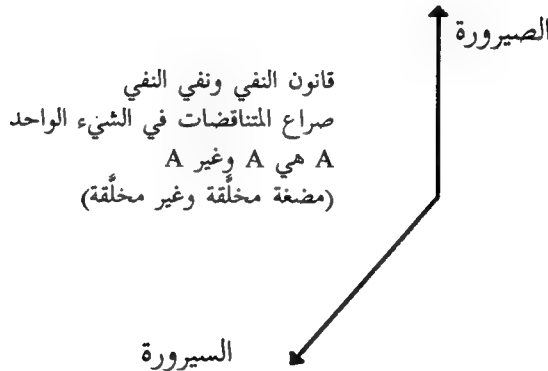 الصيرورة
قانون النفي ونفي النفي
صراع المتناقضات في الشيء الواحد
A هي A وغير A
(مضغة مخلَّقة وغير مخلَّقة)
السيرورة